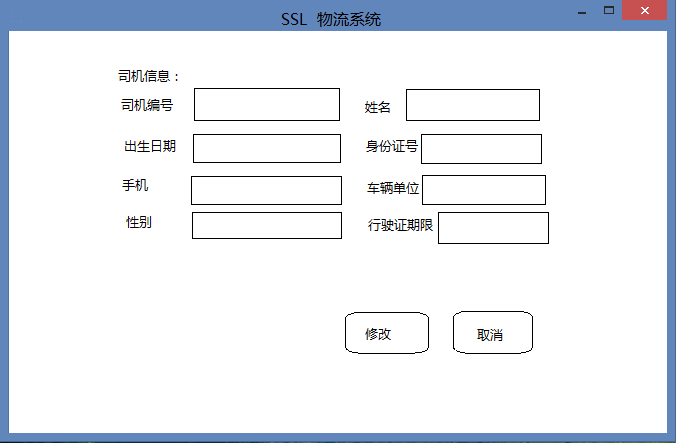 SSL 物流系统
司机信息：
司机编号 姓名
出生日期 身份证号
手机 车辆单位
性别 行驶证期限
修改 取消